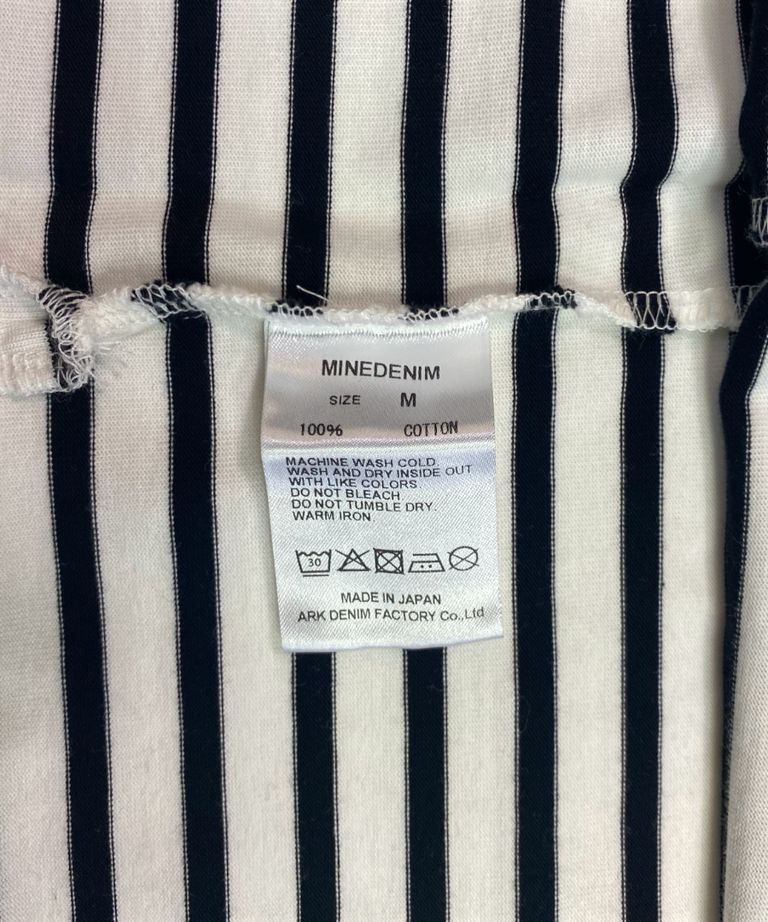 MINEDENIM
SIZE M
100% COTTON
MACHINE WASH COLD.
WASH AND DRY INSIDE OUT
WITH LIKE COLORS
DO NOT BLEACH.
DO NOT TUMBLE DRY.
WARM IRON
30
MADE IN JAPAN
ARK DENIM FACTORY Co.,Ltd